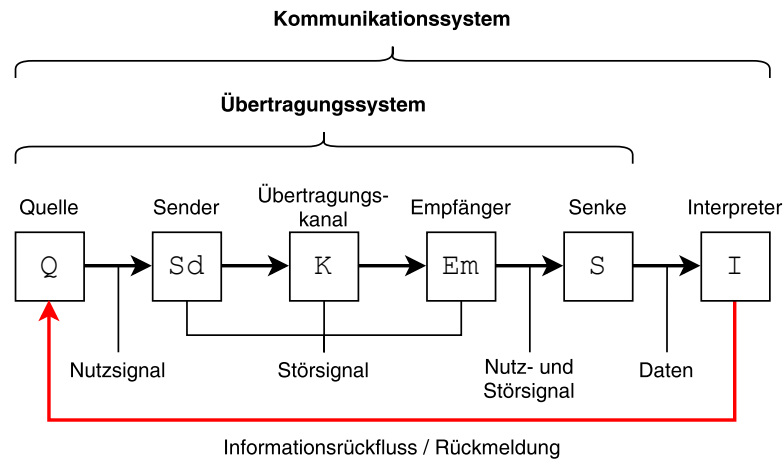 Kommunikationssystem
Übertragungssystem
Quelle
Sender
Übertragungs-
kanal
Empfänger
Senke
Interpreter
Q
Sd
K
Em
S
I
Nutzsignal
Störsignal
Nutz- und
Störsignal
Daten
Informationsrückfluss / Rückmeldung